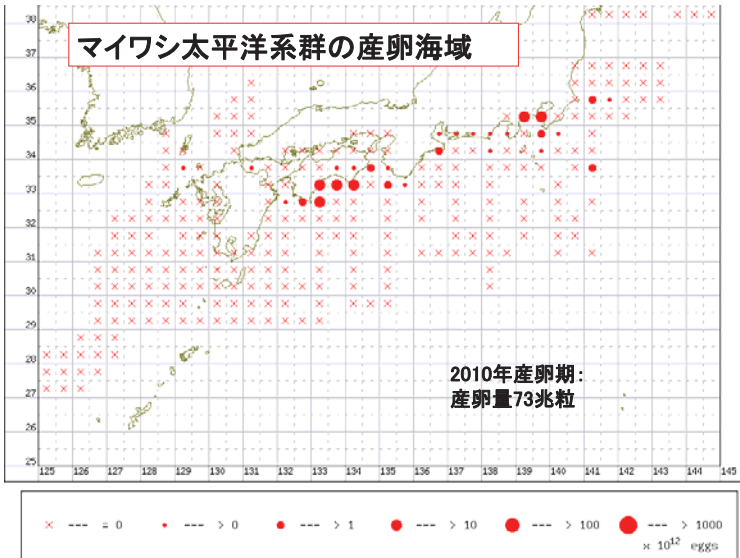 マイワシ太平洋系群の産卵海域
38
37
36
35
34
33
32
31
30
29
28
27
26
25
2010年産卵期：
産卵量73兆粒
125 126 127 128 129 130 131 132 133 134 135 136 137 138 139 140 141 142 143 144 145
× --- = 0 ● --- > 0 ● --- > 1 ● --- > 10 ● --- > 100 ● --- > 1000
× 10¹² eggs